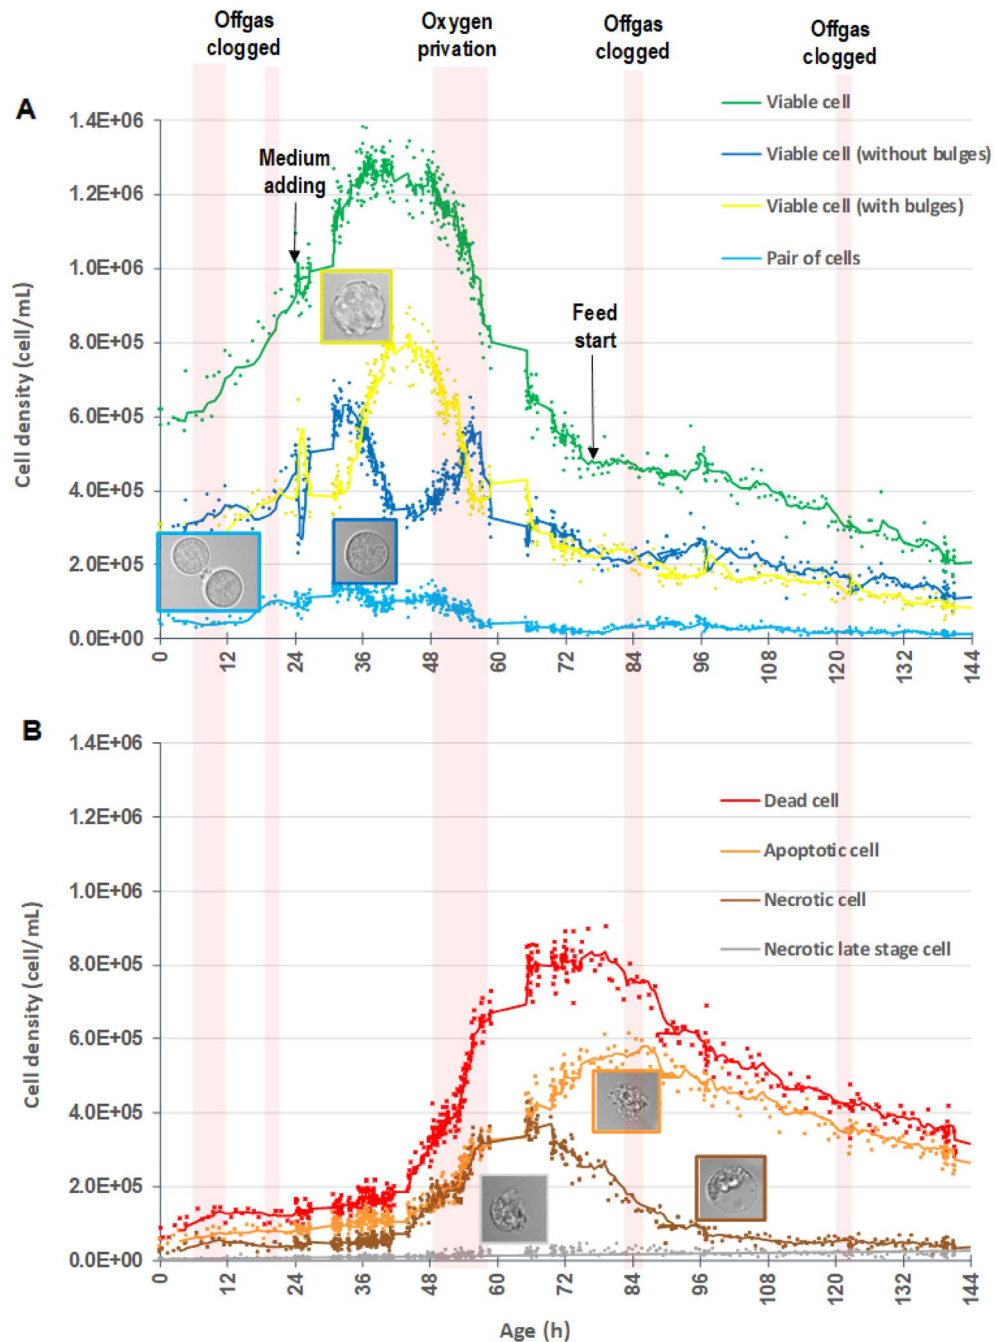 Offgas
clogged
Oxygen
privation
Offgas
clogged
Offgas
clogged
A
Viable cell
Viable cell (without bulges)
Viable cell (with bulges)
Pair of cells
Medium
adding
Feed
start
Cell density (cell/mL)
1.4E+06
1.2E+06
1.0E+06
8.0E+05
6.0E+05
4.0E+05
2.0E+05
0.0E+00
0 12 24 36 48 60 72 84 96 108 120 132 144
B
Dead cell
Apoptotic cell
Necrotic cell
Necrotic late stage cell
Cell density (cell/mL)
1.4E+06
1.2E+06
1.0E+06
8.0E+05
6.0E+05
4.0E+05
2.0E+05
0.0E+00
0 12 24 36 48 60 72 84 96 108 120 132 144
Age (h)